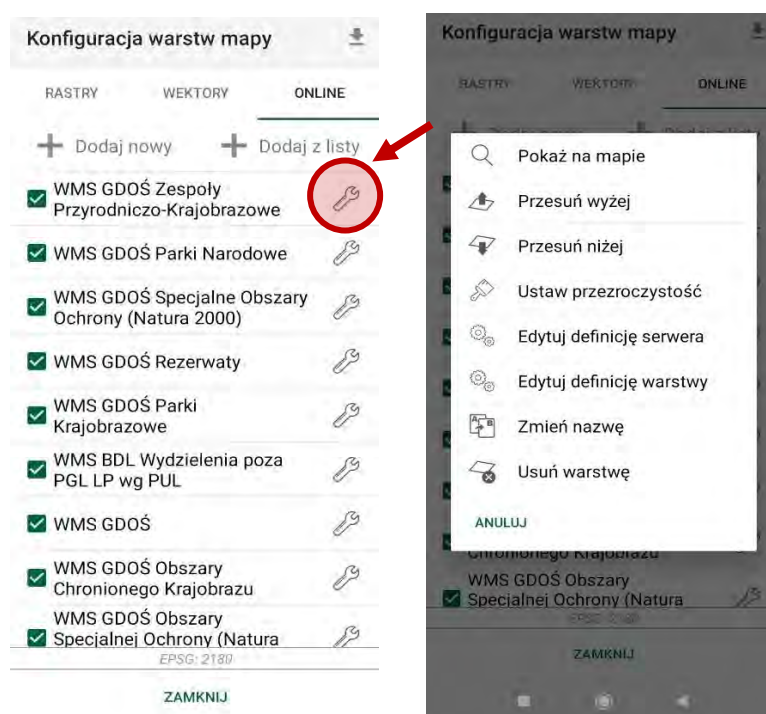 Konfiguracja warstw mapy
RASTRY WEKTORY ONLINE
Dodaj nowy Dodaj z listy
WMS GDOŚ Zespoły
Przyrodniczo-Krajobrazowe
WMS GDOŚ Parki Narodowe
WMS GDOŚ Specjalne Obszary
Ochrony (Natura 2000)
WMS GDOŚ Rezerwaty
WMS GDOŚ Parki
Krajobrazowe
WMS BDL Wydzielenia poza
PGL LP wg PUL
WMS GDOŚ
WMS GDOŚ Obszary
Chronionego Krajobrazu
WMS GDOŚ Obszary
Specjalnej Ochrony (Natura
EPSG: 2180
ZAMKNIJ
Konfiguracja warstw mapy
RASTRY WEKTORY ONLINE
Pokaż na mapie
Przesuń wyżej
Przesuń niżej
Ustaw przezroczystość
Edytuj definicję serwera
Edytuj definicję warstwy
Zmień nazwę
Usuń warstwę
ANULUJ
Chronionego Krajobrazu
WMS GDOŚ Obszary
Specjalnej Ochrony (Natura
EPSG: 2180
ZAMKNIJ